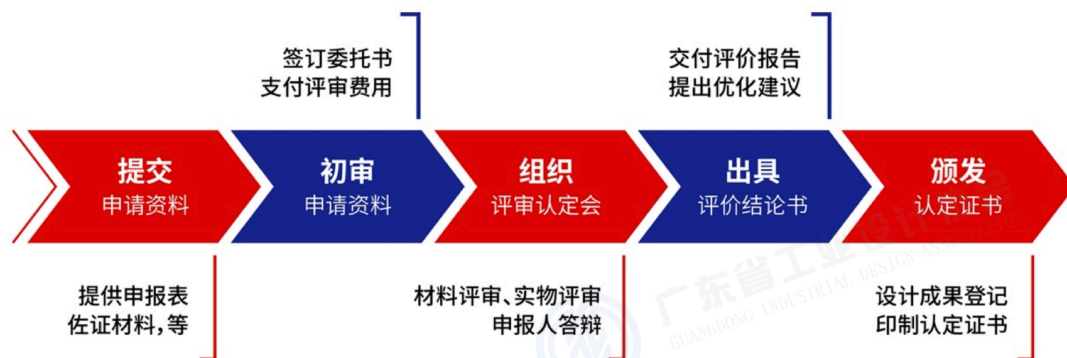 签订委托书
支付评审费用
交付评价报告
提出优化建议
提交
申请资料
初审
申请资料
组织
评审认定会
出具
评价结论书
颁发
认定证书
提供申报表
佐证材料,等
材料评审、实物评审
申报人答辩
设计成果登记
印制认定证书
广东省工业设计协会
GUANGDONG INDUSTRIAL DESIGN ASSOCIATION